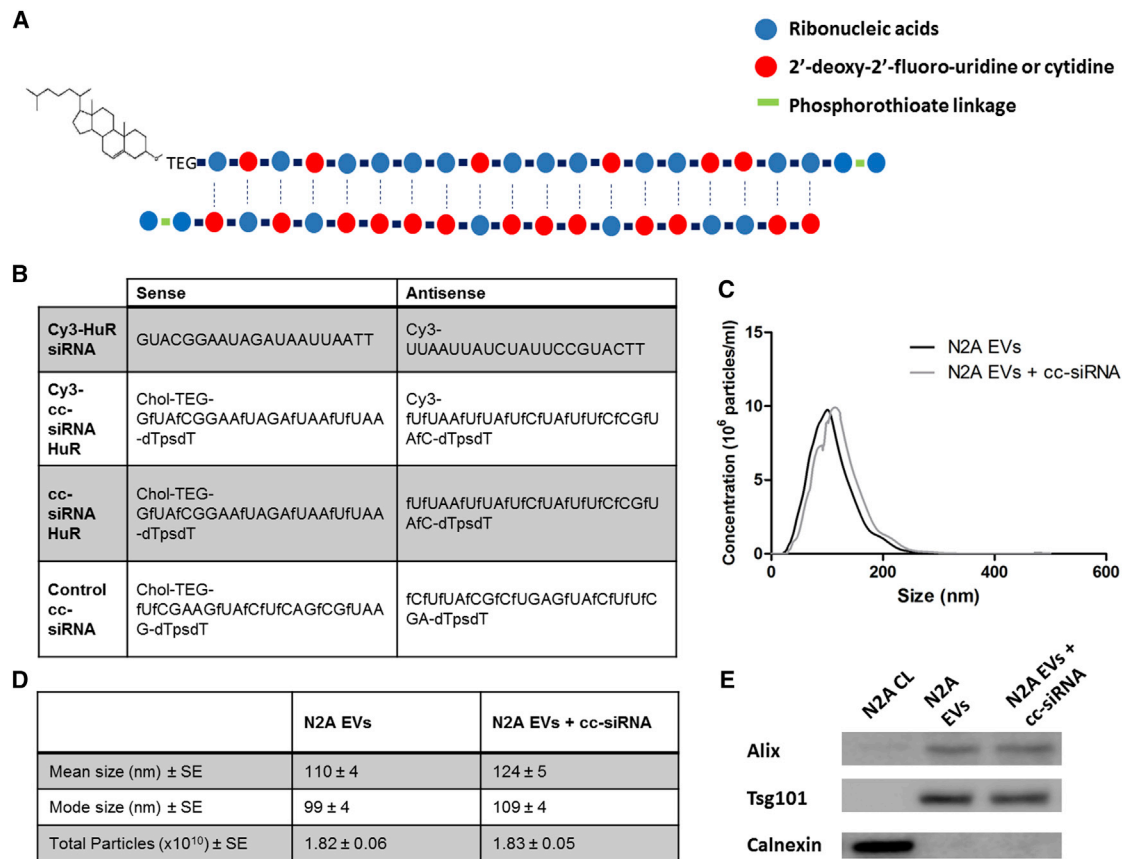 A
Ribonucleic acids
2'-deoxy-2'-fluoro-uridine or cytidine
Phosphorothioate linkage
TEG
B
Sense
Antisense
Cy3-HuR
siRNA
GUACGGAAUAGAUAAUUAATT
Cy3-
UUAAUUAUCUAUUCCGUACTT
Cy3-
cc-
siRNA
HuR
Chol-TEG-
GfUAfCGGAAfUAGAfUAAfUfUAA
-dTpsdT
Cy3-
fUfUAAfUfUAfUfCfUAfUfUfCfCGfU
AfC-dTpsdT
cc-
siRNA
HuR
Chol-TEG-
GfUAfCGGAAfUAGAfUAAfUfUAA
-dTpsdT
fUfUAAfUfUAfUfCfUAfUfUfCfCGfU
AfC-dTpsdT
Control
cc-
siRNA
Chol-TEG-
fUfCGAAGfUAfCfUfCAGfCGfUAA
G-dTpsdT
fCfUfUAfCGfCfUGAGfUAfCfUfUfC
GA-dTpsdT
C
Concentration (10⁶ particles/ml)
15
10
5
0
0
200
400
600
Size (nm)
N2A EVs
N2A EVs + cc-siRNA
D
N2A EVs
N2A EVs + cc-siRNA
Mean size (nm) ± SE
110 ± 4
124 ± 5
Mode size (nm) ± SE
99 ± 4
109 ± 4
Total Particles (x10¹⁰) ± SE
1.82 ± 0.06
1.83 ± 0.05
E
N2A CL
N2A
EVs
N2A EVs +
cc-siRNA
Alix
Tsg101
Calnexin